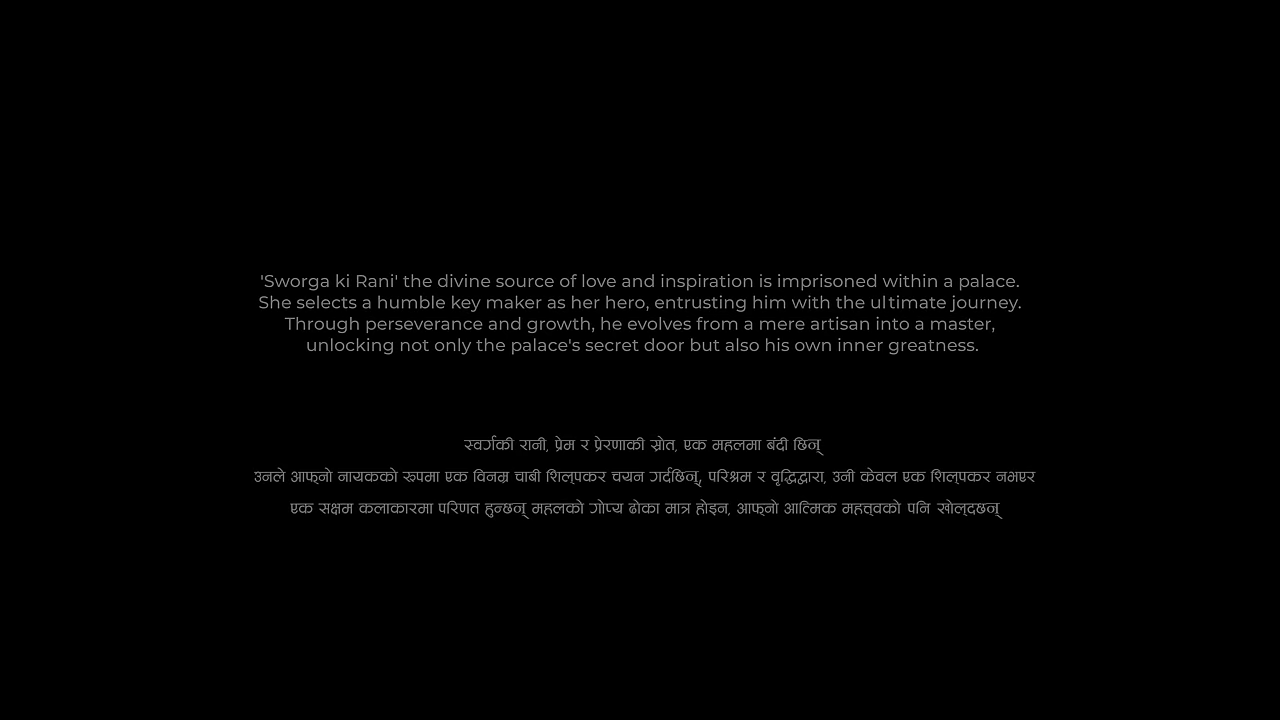 'Sworga ki Rani' the divine source of love and inspiration is imprisoned within a palace.
She selects a humble key maker as her hero, entrusting him with the ultimate journey.
Through perseverance and growth, he evolves from a mere artisan into a master,
unlocking not only the palace's secret door but also his own inner greatness.
स्वर्गकी रानी, प्रेम र प्रेरणाकी स्रोत, एक महलमा बंदी छिन्
उनले आफ्नो नायकको रूपमा एक विनम्र चाबी शिल्पकर चयन गर्दछिन्, परिश्रम र वृद्धिद्वारा, उनी केवल एक शिल्पकर नभएर
एक सक्षम कलाकारमा परिणत हुन्छन् महलको गोप्य ढोका मात्र होइन, आफ्नो आत्मिक महत्त्वको पनि खोल्दछन्